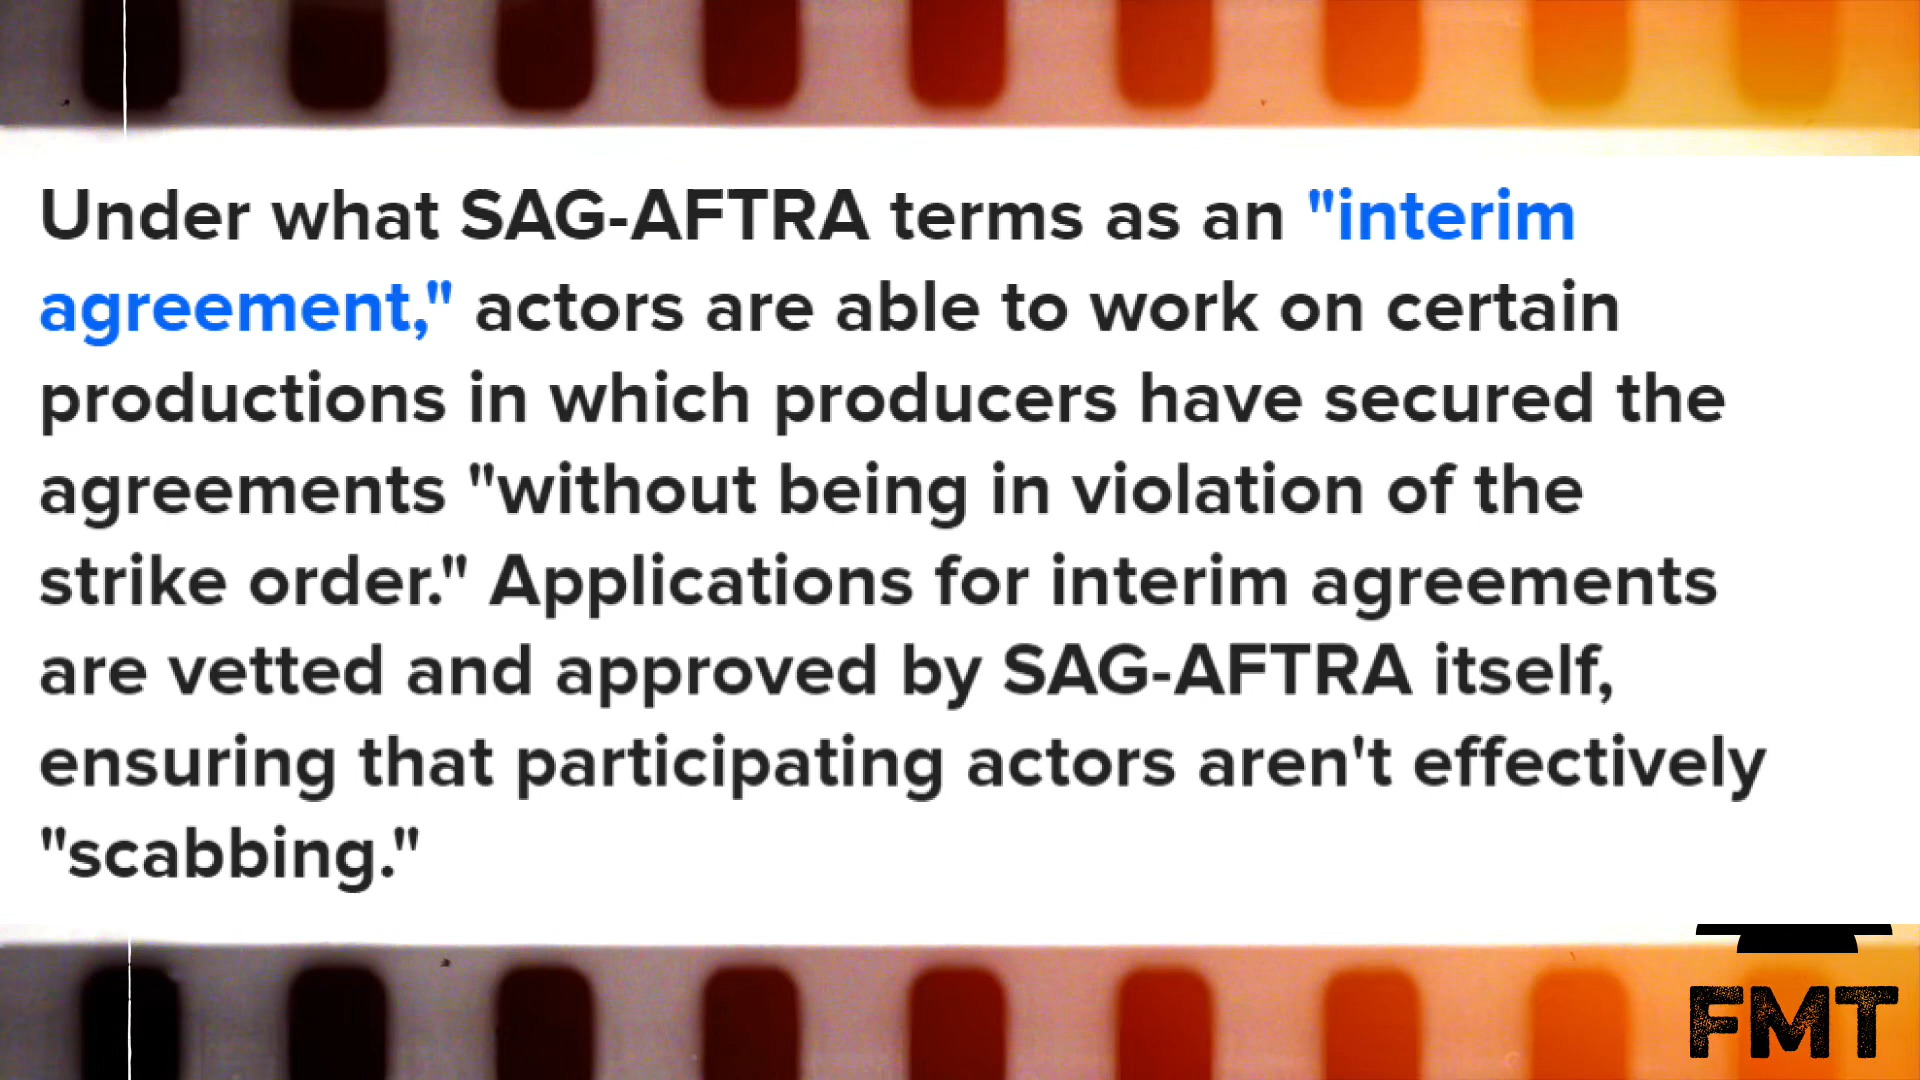 Under what SAG-AFTRA terms as an "interim
agreement," actors are able to work on certain
productions in which producers have secured the
agreements "without being in violation of the
strike order." Applications for interim agreements
are vetted and approved by SAG-AFTRA itself,
ensuring that participating actors aren't effectively
"scabbing."
FMT